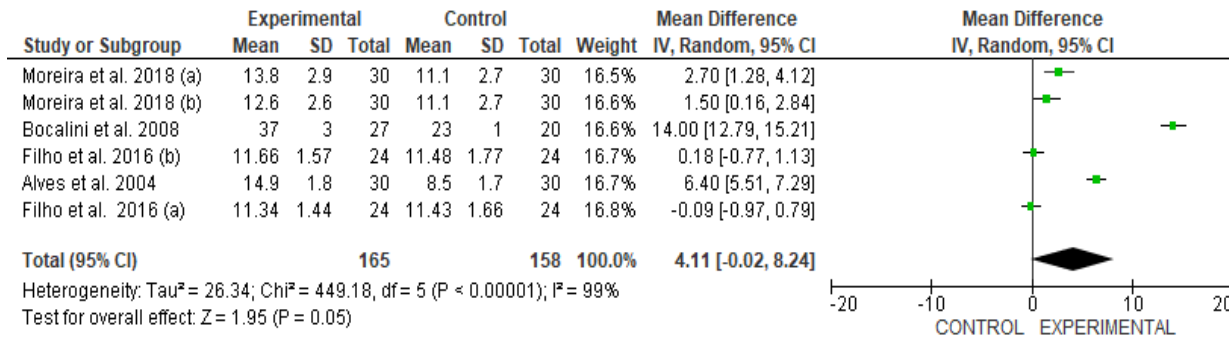 Experimental Control Mean Difference Mean Difference
Study or Subgroup Mean SD Total Mean SD Total Weight IV, Random, 95% CI IV, Random, 95% CI
Moreira et al. 2018 (a) 13.8 2.9 30 11.1 2.7 30 16.5% 2.70 [1.28, 4.12]
Moreira et al. 2018 (b) 12.6 2.6 30 11.1 2.7 30 16.6% 1.50 [0.16, 2.84]
Bocalini et al. 2008 37 3 27 23 1 20 16.6% 14.00 [12.79, 15.21]
Filho et al. 2016 (b) 11.66 1.57 24 11.48 1.77 24 16.7% 0.18 [-0.77, 1.13]
Alves et al. 2004 14.9 1.8 30 8.5 1.7 30 16.7% 6.40 [5.51, 7.29]
Filho et al. 2016 (a) 11.34 1.44 24 11.43 1.66 24 16.8% -0.09 [-0.97, 0.79]
Total (95% CI) 165 158 100.0% 4.11 [-0.02, 8.24]
Heterogeneity: Tau² = 26.34; Chi² = 449.18, df = 5 (P < 0.00001); I² = 99%
Test for overall effect: Z = 1.95 (P = 0.05)
-20 -10 0 10 20
CONTROL EXPERIMENTAL